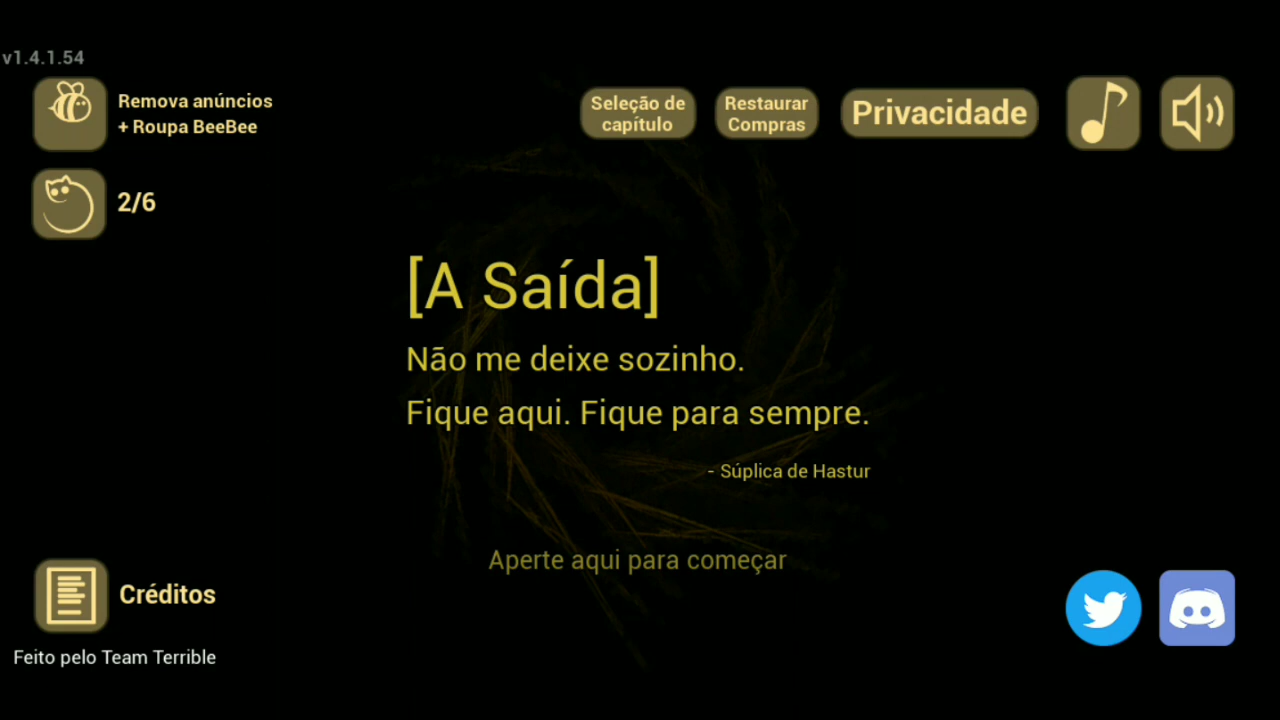 v1.4.1.54
Remova anúncios
+ Roupa BeeBee
Seleção de
capítulo
Restaurar
Compras
Privacidade
2/6
[A Saída]
Não me deixe sozinho.
Fique aqui. Fique para sempre.
- Súplica de Hastur
Aperte aqui para começar
Créditos
Feito pelo Team Terrible